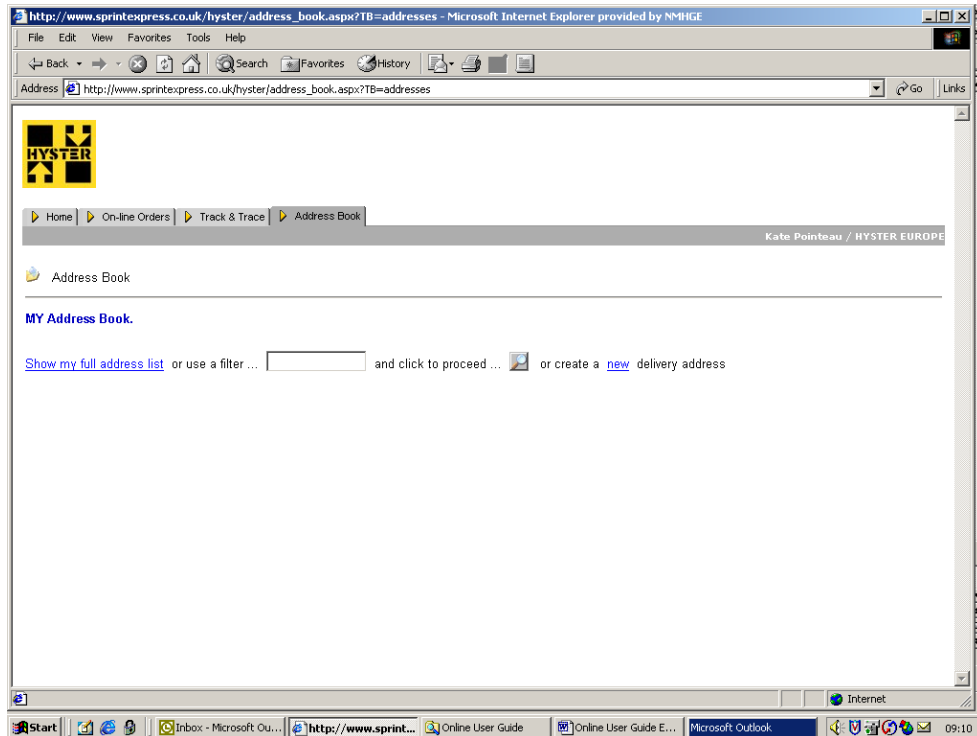 http://www.sprintexpress.co.uk/hyster/address_book.aspx?TB=addresses - Microsoft Internet Explorer provided by NMHGE
File Edit View Favorites Tools Help
Back Search Favorites History
Address http://www.sprintexpress.co.uk/hyster/address_book.aspx?TB=addresses Go Links
HYSTER
Home On-line Orders Track & Trace Address Book
Kate Pointeau / HYSTER EUROPE
Address Book
MY Address Book.
Show my full address list or use a filter ... and click to proceed ... or create a new delivery address
Internet
Start Inbox - Microsoft Ou... http://www.sprint... Online User Guide Online User Guide E... Microsoft Outlook 09:10